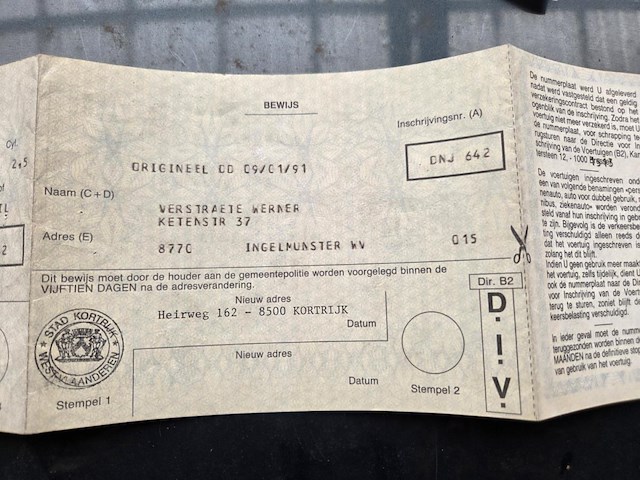 BEWIJS
Inschrijvingsnr. (A)
DNJ 642
ORIGINEEL DD 09/01/91
Naam (C+D)
VERSTRAETE WERNER
KETENSTR 37
Adres (E)
8770 INGELMUNSTER WV 015
Dit bewijs moet door de houder aan de gemeentepolitie worden voorgelegd binnen de
VIJFTIEN DAGEN na de adresverandering.
Dir. B2
D.I.V.
Nieuw adres
Heirweg 162 - 8500 KORTRIJK
Datum
Nieuw adres
Datum
STAD KORTRIJK
WEST-VLAANDEREN
Stempel 1
Stempel 2
Cyl.
2,5
De nummerplaat werd U afgeleverd
nadat werd vastgesteld dat een geldig
verzekeringscontract bestond op het
ogenblik van de inschrijving. Zodra het
voertuig niet meer verzekerd is, moet U
de nummerplaat, voor schrapping
rugsturen naar de Directie voor
schrijving van de Voertuigen (B2),
12, - 1000
De voertuigen ingeschreven
een van volgende benamingen
nenauto, auto voor dubbel gebruik,
nibus, ziekenauto» worden
steld vanaf hun inschrijving in
te zijn. Bijgevolg is de
ting verschuldigd alleen reeds
dat het voertuig ingeschreven
zolang het dit blijft.
Indien U geen gebruik meer
het voertuig, zelfs tijdelijk, dient U
ook de nummerplaat naar de
voor Inschrijving van de
terug te sturen, zoniet blijft de
keersbelasting verschuldigd.
In ieder geval moet de
teruggezonden worden binnen de
MAANDEN na de definitieve
van gebruik van het voertuig.